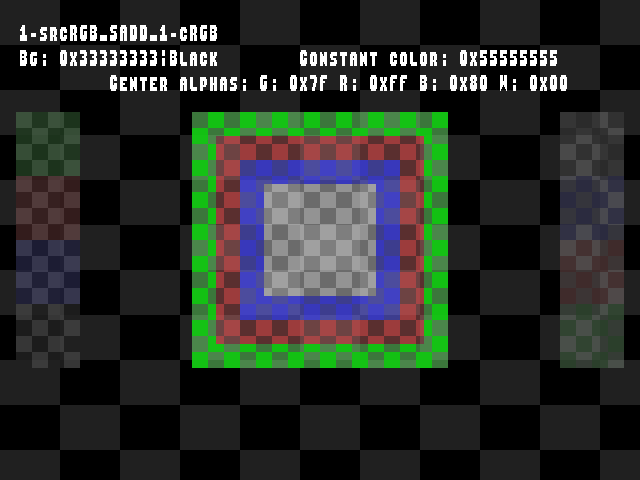 1-srcRGB_SADD_1-cRGB
Bg: 0x33333333¦Black Constant color: 0x55555555
Center alphas: G: 0x7f R: 0xff B: 0x80 W: 0x00